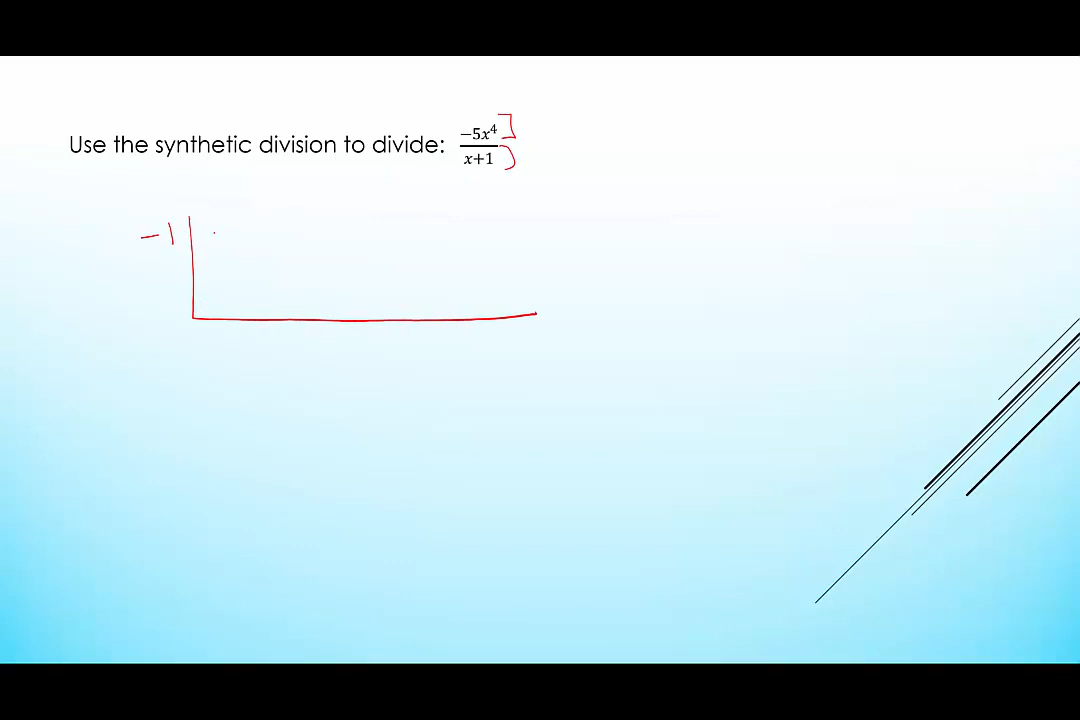 Use the synthetic division to divide: −5x⁴/x+1
−1